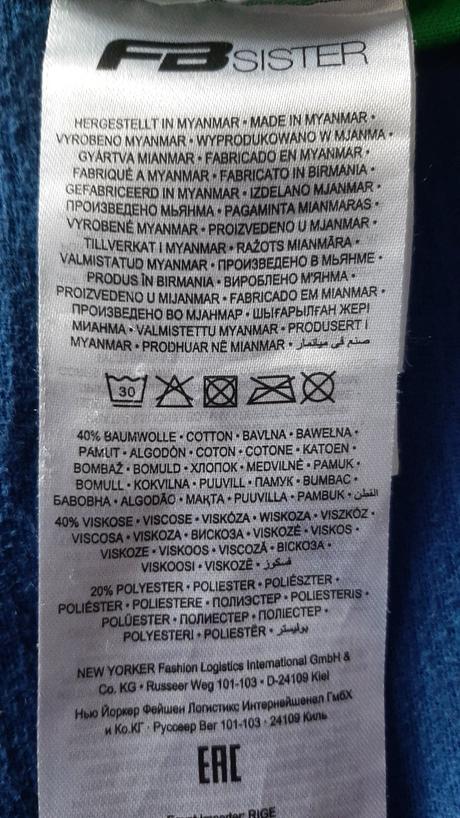 FB SISTER
HERGESTELLT IN MYANMAR • MADE IN MYANMAR •
VYROBENO MYANMAR • WYPRODUKOWANO W MJANMA •
GYÁRTVA MIANMAR • FABRICADO EN MYANMAR •
FABRIQUÉ A MYANMAR • FABRICATO IN BIRMANIA •
GEFABRICEERD IN MYANMAR • IZDELANO MJANMAR •
ПРОИЗВЕДЕНО МЬЯНМА • PAGAMINTA MIANMARAS •
VYROBENÉ MYANMAR • PROIZVEDENO U MJANMAR •
TILLVERKAT I MYANMAR • RAŽOTS MIANMĀRA •
VALMISTATUD MYANMAR • ПРОИЗВЕДЕНО В МЬЯНМЕ •
PRODUS ÎN BIRMANIA • ВИРОБЛЕНО М'ЯНМА •
PROIZVEDENO U MIJANMAR • FABRICADO EM MIANMAR •
ПРОИЗВЕДЕНО ВО МЈАНМАР • ШЫҒАРЫЛҒАН ЖЕРІ
МИАНМА • VALMISTETTU MYANMAR • PRODUSERT I
MYANMAR • PRODHUAR NË MIANMAR • صنع في ميانمار
30
40% BAUMWOLLE • COTTON • BAVLNA • BAWEŁNA •
PAMUT • ALGODÓN • COTON • COTONE • KATOEN •
BOMBAŽ • BOMULD • ХЛОПОК • MEDVILNĖ • PAMUK •
BOMULL • KOKVILNA • PUUVILL • ПАМУК • BUMBAC •
БАВОВНА • ALGODÃO • МАҚТА • PUUVILLA • PAMBUK • القطن
40% VISKOSE • VISCOSE • VISKÓZA • WISKOZA • VISZKÓZ •
VISCOSA • VISKOZA • ВИСКОЗА • VISKOZĖ • VISKOS •
VISKOZE • VISKOOS • VISCOZĂ • ВІСКОЗА •
VISKOOSI • VISKOZË • فسكوز
20% POLYESTER • POLIESTER • POLIÉSZTER •
POLIÉSTER • POLIESTERE • ПОЛИЭСТЕР • POLIESTERIS •
POLÜESTER • ПОЛИЕСТЕР • ПОЛІЕСТЕР •
POLYESTERI • POLIESTËR • بوليستر
NEW YORKER Fashion Logistics International GmbH &
Co. KG • Russeer Weg 101-103 • D-24109 Kiel
Нью Йоркер Фейшен Логистикс Интернейшенел ГмбХ
и Ко.КГ · Руссеер Вег 101-103 · 24109 Киль
EAC
RIGE